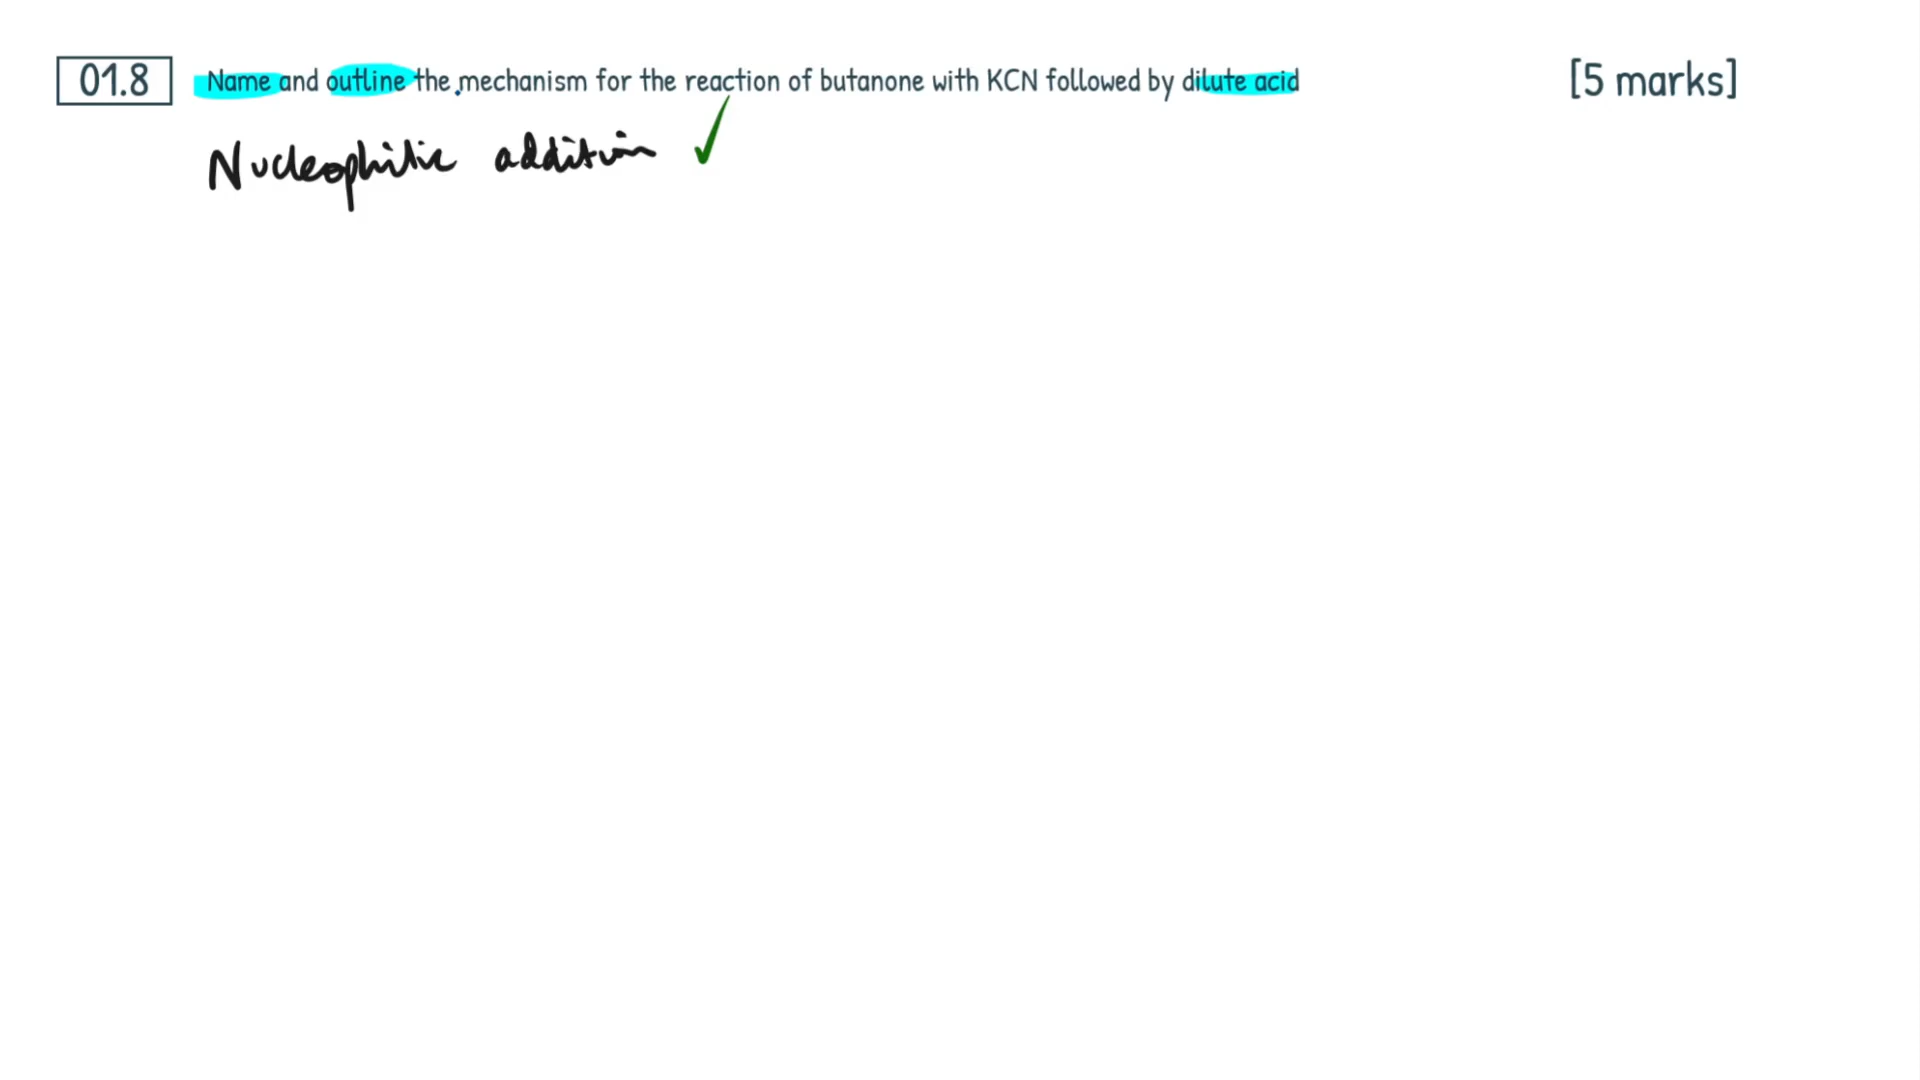 01.8 Name and outline the mechanism for the reaction of butanone with KCN followed by dilute acid [5 marks]
Nucleophilic addition ✓